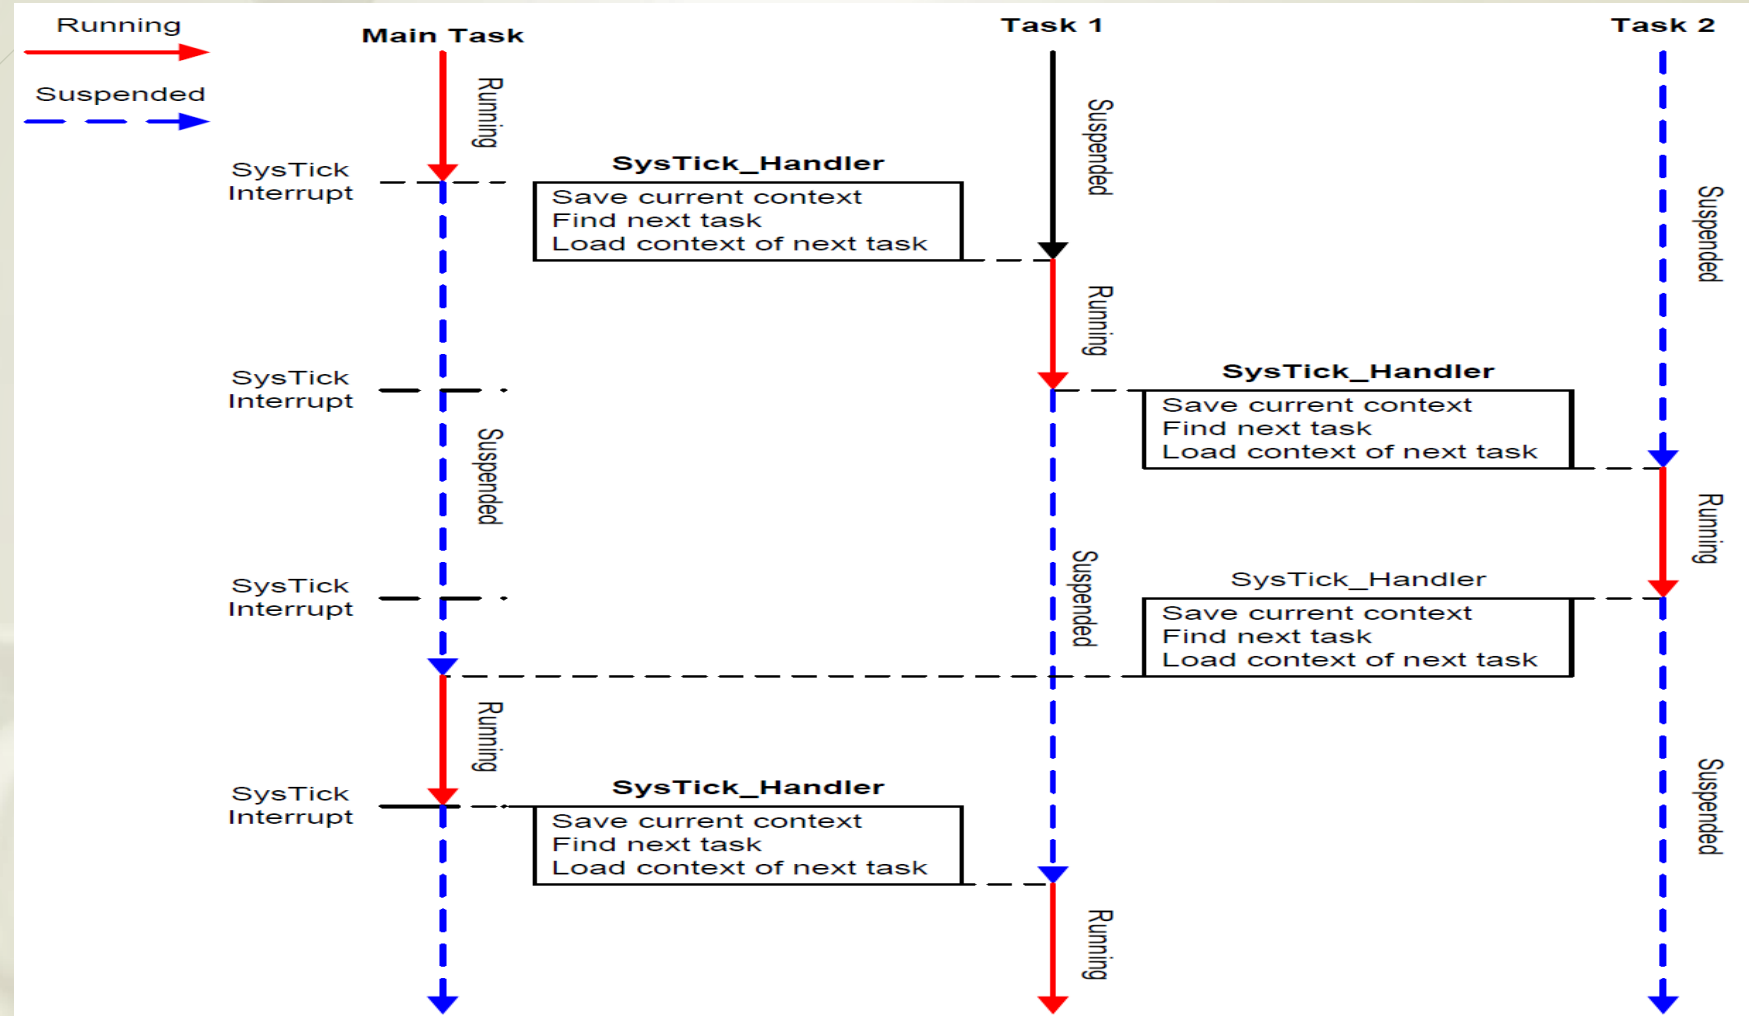 Running
Suspended
Main Task
Task 1
Task 2
Running
Suspended
Suspended
SysTick
Interrupt
SysTick_Handler
Save current context
Find next task
Load context of next task
Running
SysTick
Interrupt
SysTick_Handler
Save current context
Find next task
Load context of next task
Suspended
Running
Suspended
SysTick
Interrupt
SysTick_Handler
Save current context
Find next task
Load context of next task
Running
Suspended
SysTick
Interrupt
SysTick_Handler
Save current context
Find next task
Load context of next task
Running